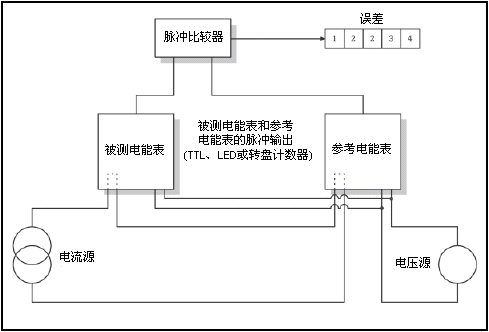 误差
脉冲比较器
1 2 2 3 4
被测电能表和参考
电能表的脉冲输出
(TTL、LED或转盘计数器)
被测电能表
参考电能表
电流源
电压源